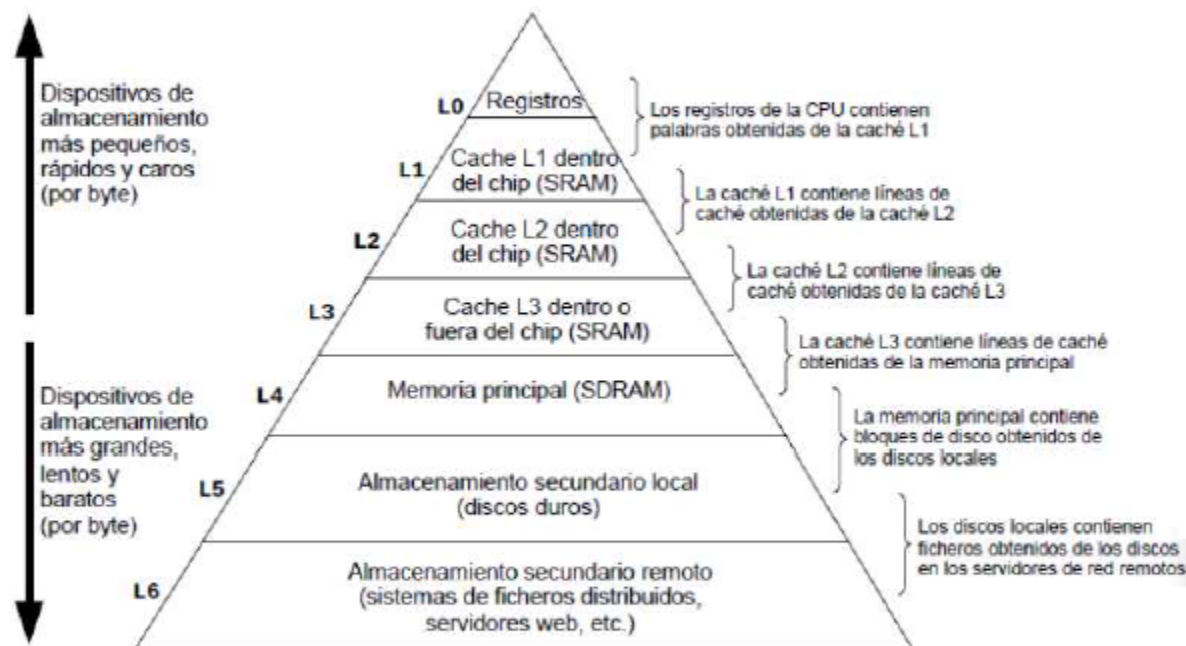 Dispositivos de
almacenamiento
más pequeños,
rápidos y caros
(por byte)
Dispositivos de
almacenamiento
más grandes,
lentos y
baratos
(por byte)
L0
Registros
Los registros de la CPU contienen
palabras obtenidas de la caché L1
L1
Cache L1 dentro
del chip (SRAM)
La caché L1 contiene líneas de
caché obtenidas de la caché L2
L2
Cache L2 dentro
del chip (SRAM)
La caché L2 contiene líneas de
caché obtenidas de la caché L3
L3
Cache L3 dentro o
fuera del chip (SRAM)
La caché L3 contiene líneas de caché
obtenidas de la memoria principal
L4
Memoria principal (SDRAM)
La memoria principal contiene
bloques de disco obtenidos de
los discos locales
L5
Almacenamiento secundario local
(discos duros)
Los discos locales contienen
ficheros obtenidos de los discos
en los servidores de red remotos
L6
Almacenamiento secundario remoto
(sistemas de ficheros distribuidos,
servidores web, etc.)